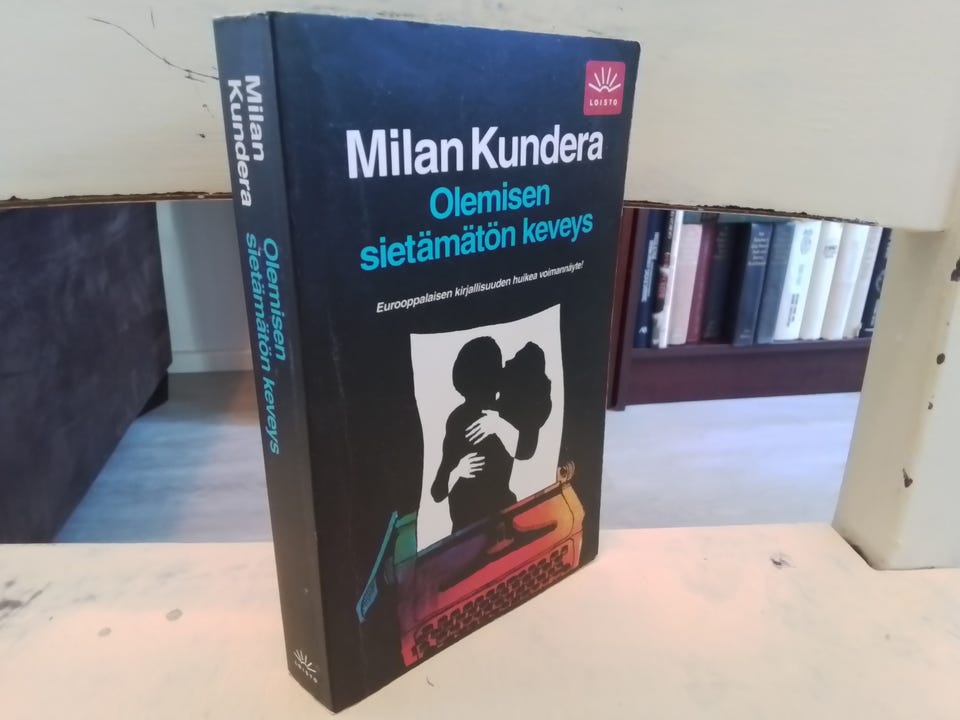 Milan
Kundera
Olemisen
sietämätön keveys
LOISTO
LOISTO
Milan Kundera
Olemisen
sietämätön keveys
Eurooppalaisen kirjallisuuden huikea voimannäyte!